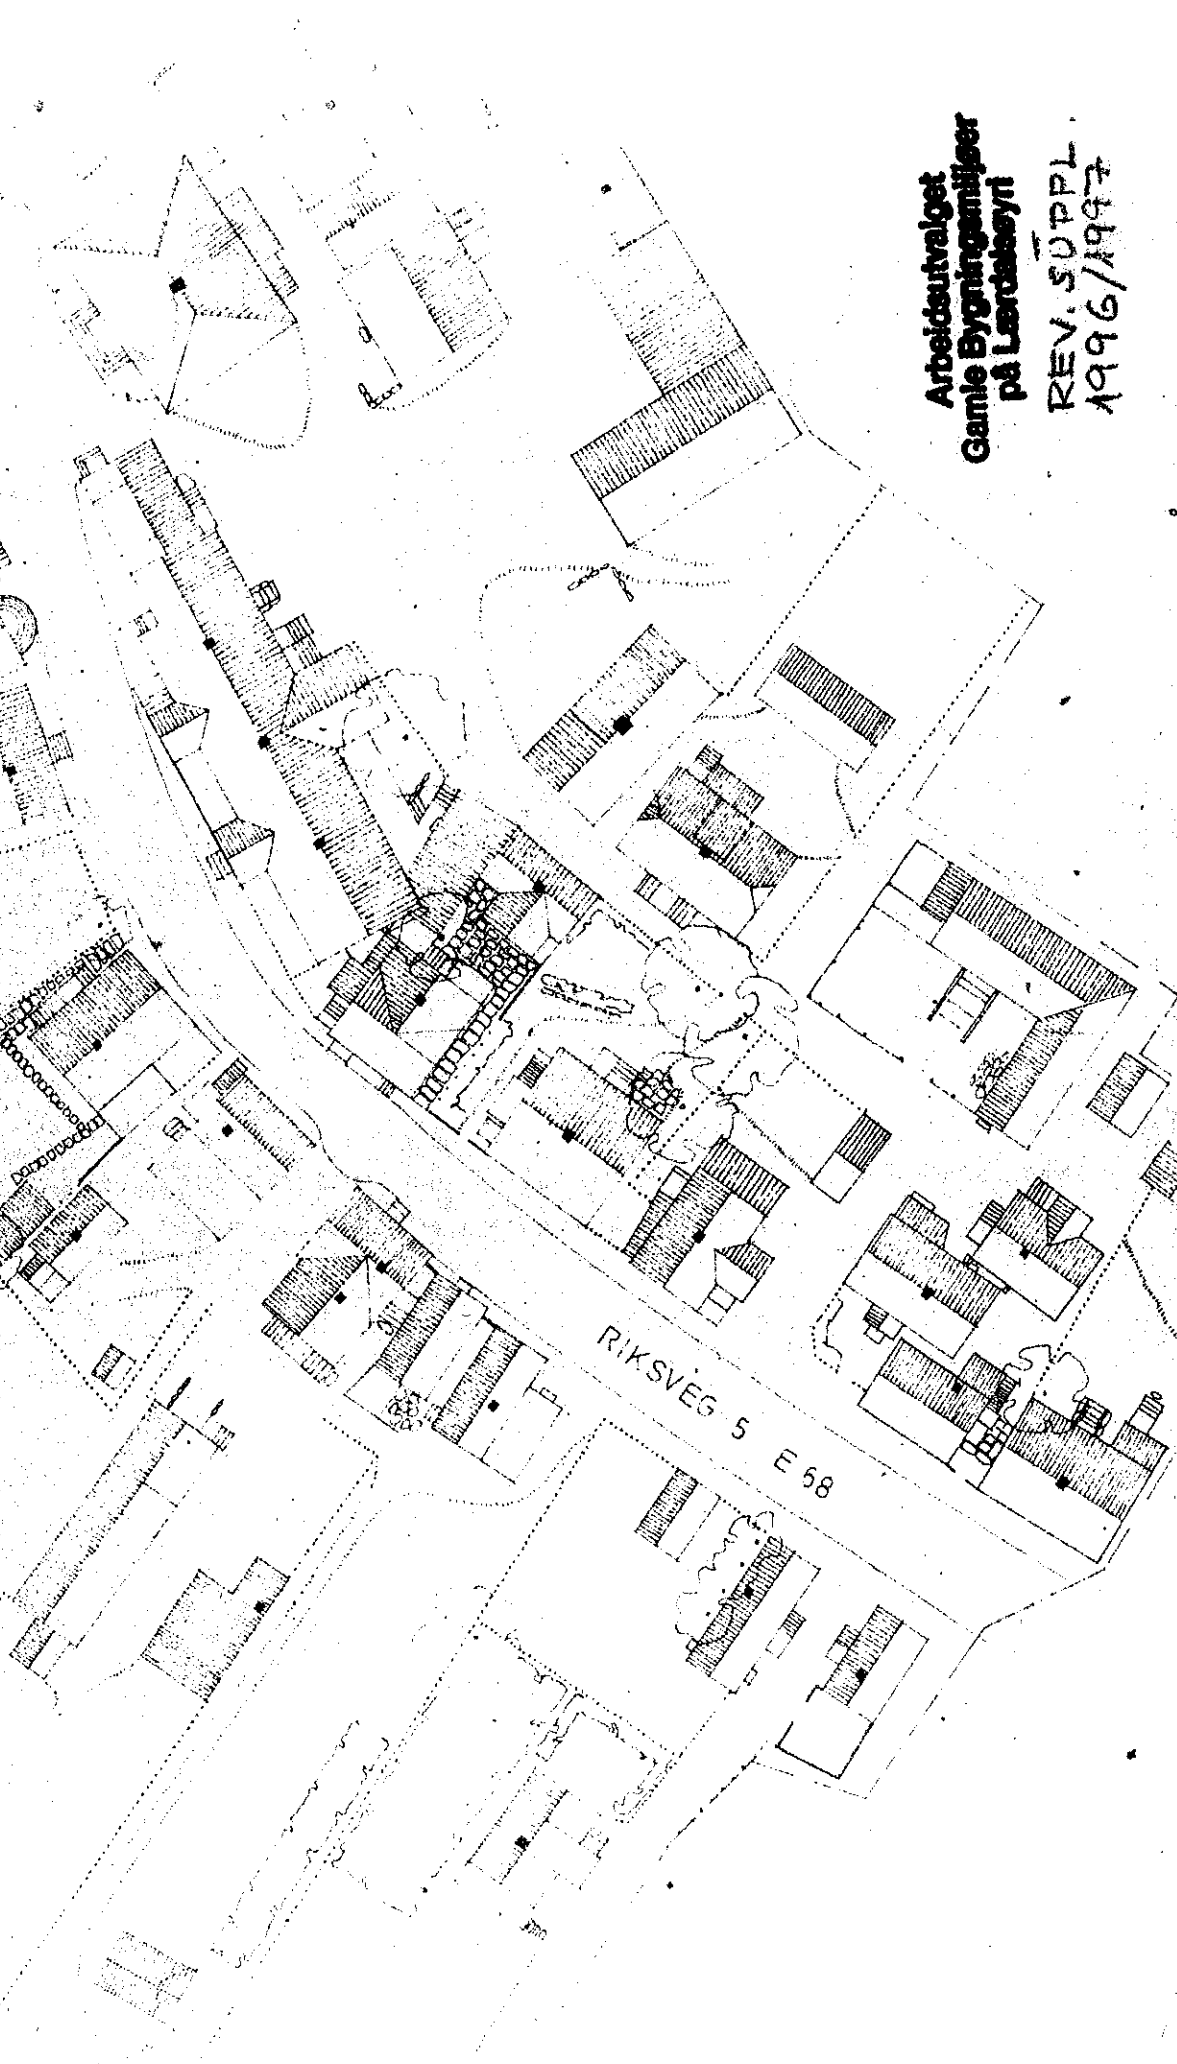 Arbeidsutvalget
Gamle Bygningsmiljøer
på Lærdalsøyri
REV. SUPPL.
1996/1997
RIKSVEG 5 E 68